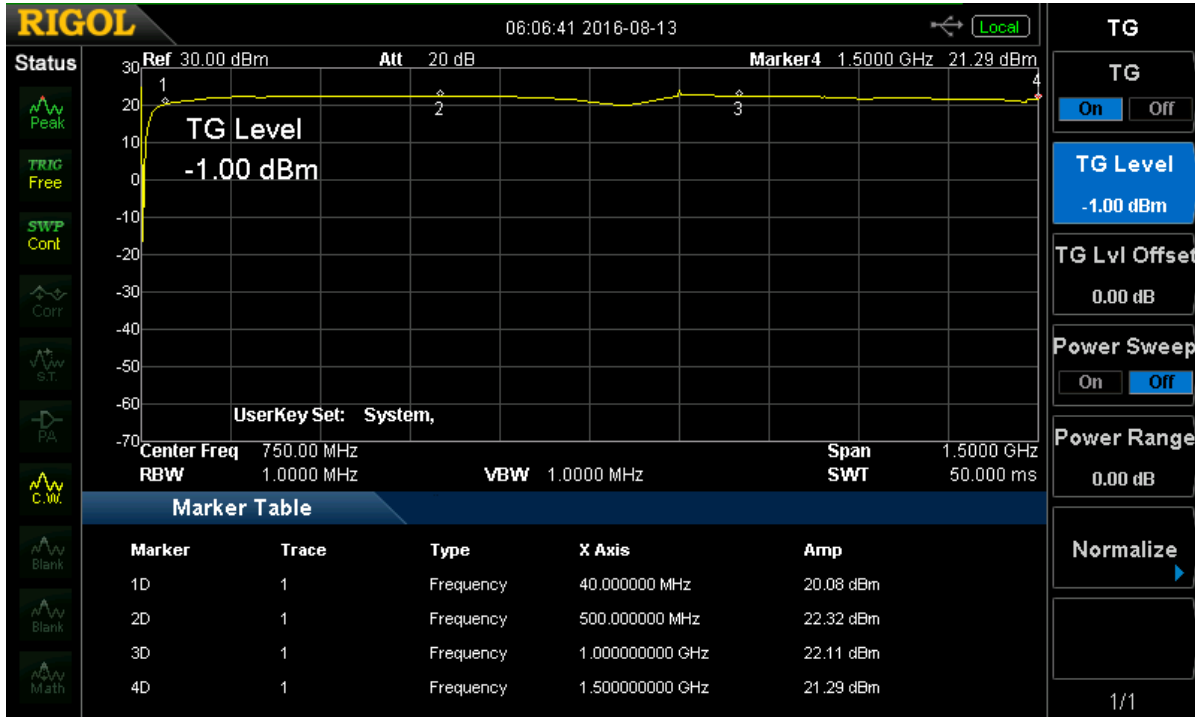 RIGOL 06:06:41 2016-08-13 Local TG
Status Ref 30.00 dBm Att 20 dB Marker4 1.5000 GHz 21.29 dBm
Peak
TRIG
Free
SWP
Cont
Corr
S.T.
PA
C.W.
Blank
Blank
Math
30
20
10
0
-10
-20
-30
-40
-50
-60
-70
1
2
3
4
TG Level
-1.00 dBm
UserKey Set: System,
Center Freq 750.00 MHz Span 1.5000 GHz
RBW 1.0000 MHz VBW 1.0000 MHz SWT 50.000 ms
Marker Table
Marker Trace Type X Axis Amp
1D 1 Frequency 40.000000 MHz 20.08 dBm
2D 1 Frequency 500.000000 MHz 22.32 dBm
3D 1 Frequency 1.000000000 GHz 22.11 dBm
4D 1 Frequency 1.500000000 GHz 21.29 dBm
TG
On Off
TG Level
-1.00 dBm
TG Lvl Offset
0.00 dB
Power Sweep
On Off
Power Range
0.00 dB
Normalize
1/1